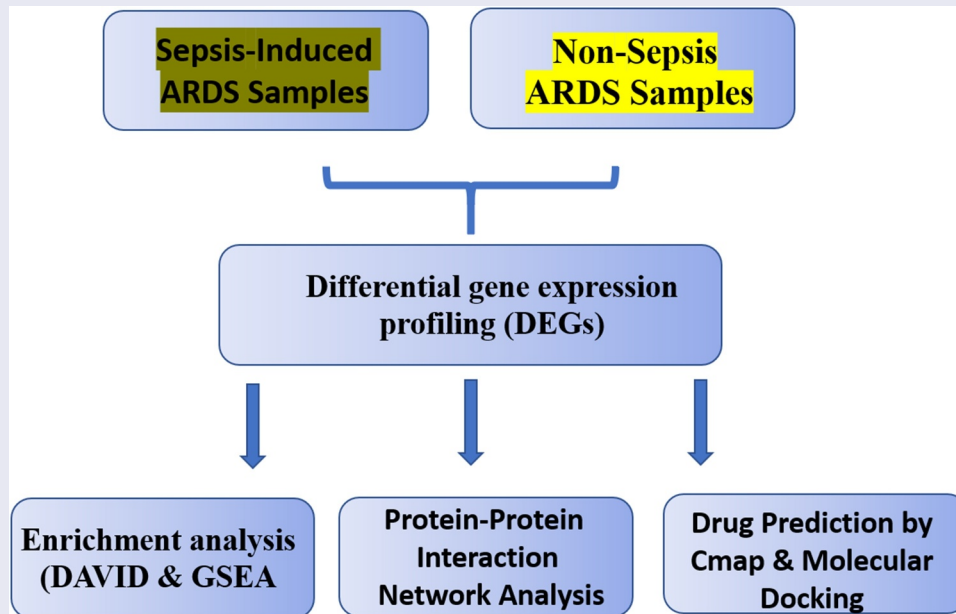 Sepsis-Induced
ARDS Samples
Non-Sepsis
ARDS Samples
Differential gene expression
profiling (DEGs)
Enrichment analysis
(DAVID & GSEA
Protein-Protein
Interaction
Network Analysis
Drug Prediction by
Cmap & Molecular
Docking